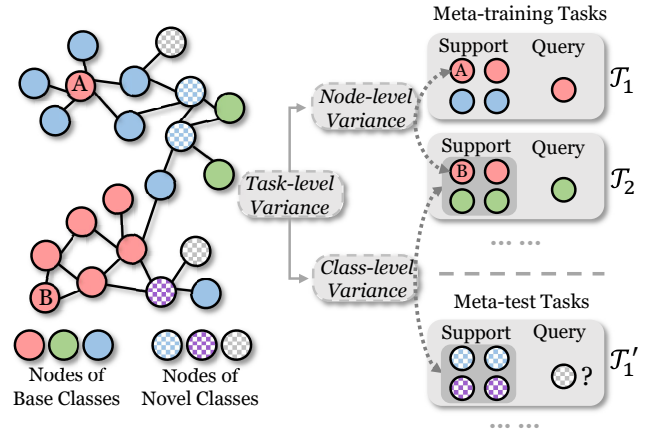 Meta-training Tasks
Support
Query
A
𝒯₁
Node-level
Variance
Support
Query
B
𝒯₂
... ...
Task-level
Variance
Class-level
Variance
Meta-test Tasks
Support
Query
?
𝒯₁′
... ...
A
B
Nodes of
Base Classes
Nodes of
Novel Classes